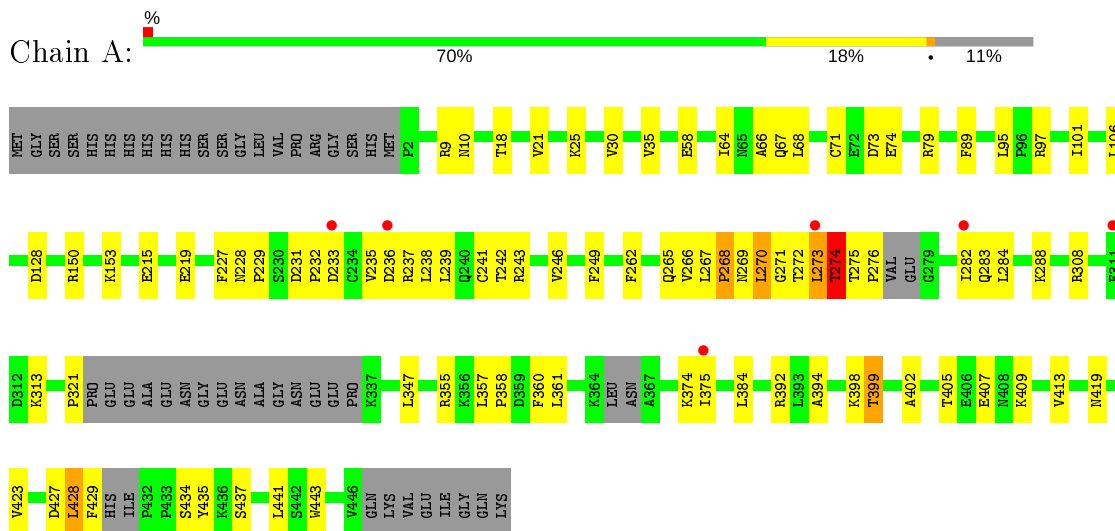 %
Chain A:
70% 18% • 11%
MET GLY SER SER HIS HIS HIS HIS HIS HIS SER SER GLY LEU VAL PRO ARG GLY SER HIS MET P2 R9 N10 T18 V21 K25 V30 V35 E58 I64 N65 A66 Q67 L68 C71 E72 D73 E74 R79 F89 L95 P96 R97 I101 L106
D128 R150 K153 E215 E219 F227 N228 P229 S230 D231 P232 D233 C234 V235 D236 R237 L238 L239 Q240 C241 T242 R243 V246 F249 F262 Q265 V266 L267 P268 N269 L270 G271 T272 L273 T274 T275 P276 VAL GLU G279 I282 Q283 L284 K288 R308 E311
D312 K313 P321 PRO GLU GLU ALA GLU ASN GLY GLU ASN ALA GLY ASN GLU GLU PRO K337 L347 R355 K356 L357 P358 D359 F360 L361 K364 LEU ASN A367 K374 I375 L384 R392 L393 A394 K398 T399 A402 T405 E406 E407 N408 K409 V413 N419
V423 D427 L428 F429 HIS ILE P432 P433 S434 Y435 K436 S437 L441 S442 W443 V446 GLN LYS VAL GLU ILE GLY GLN LYS